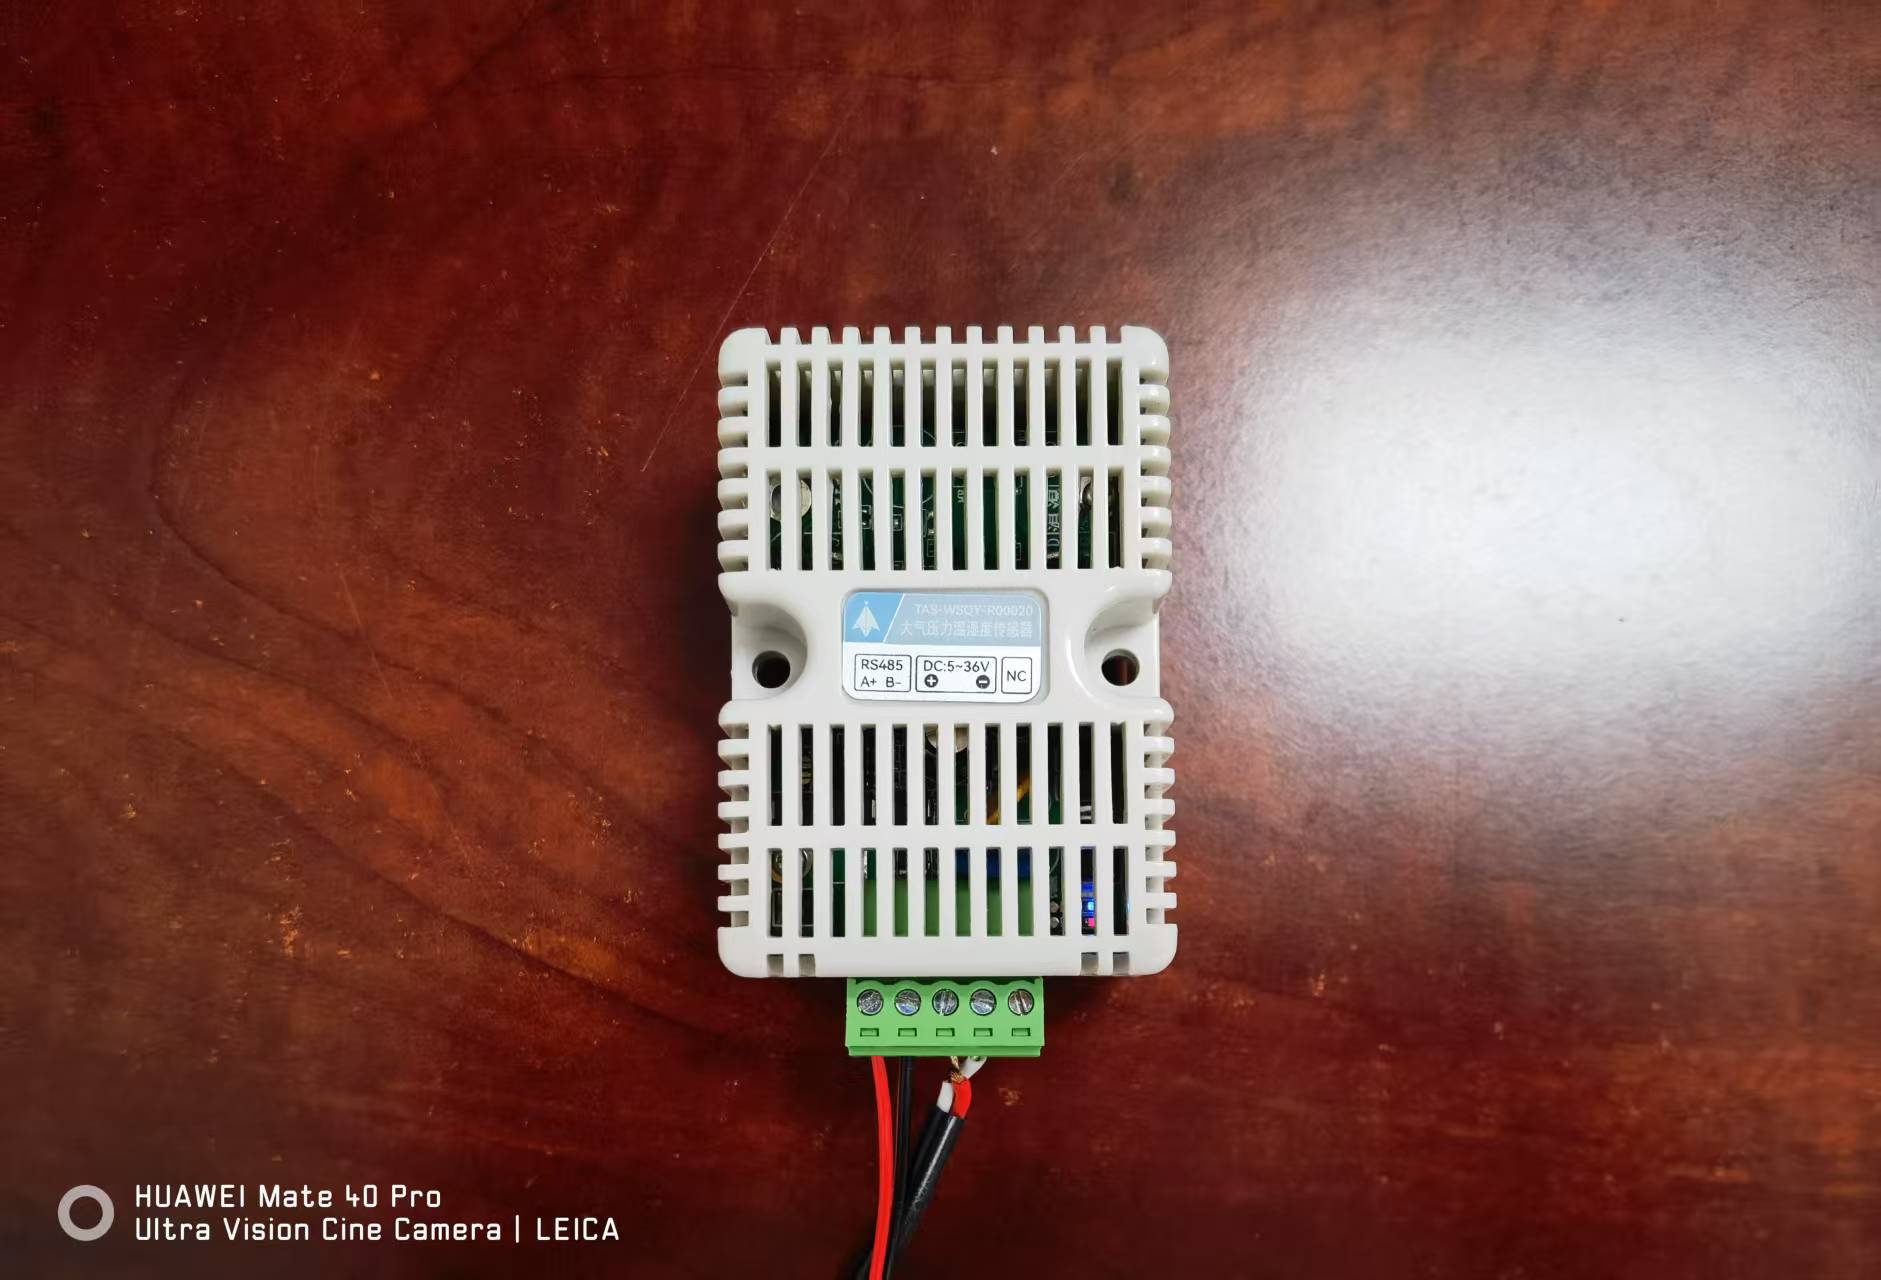 TAS-WSQY-R00020
大气压力温湿度传感器
RS485 DC:5~36V NC
A+ B-
HUAWEI Mate 40 Pro
Ultra Vision Cine Camera | LEICA